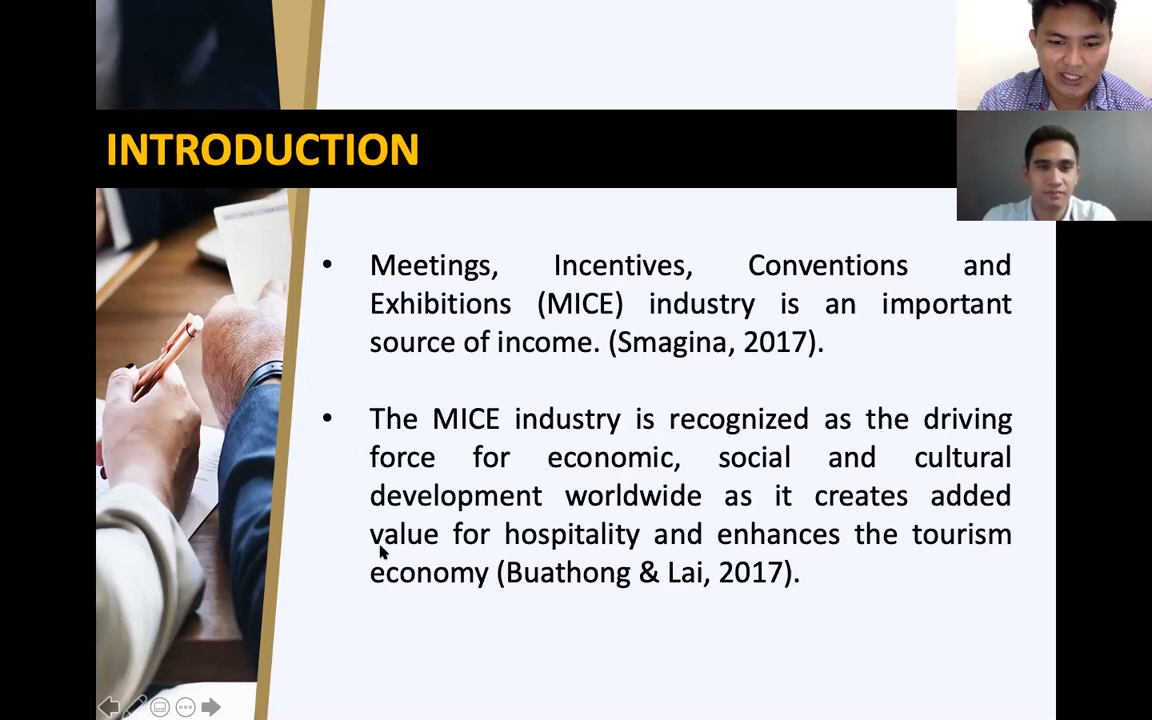 INTRODUCTION
• Meetings, Incentives, Conventions and
Exhibitions (MICE) industry is an important
source of income. (Smagina, 2017).
• The MICE industry is recognized as the driving
force for economic, social and cultural
development worldwide as it creates added
value for hospitality and enhances the tourism
economy (Buathong & Lai, 2017).